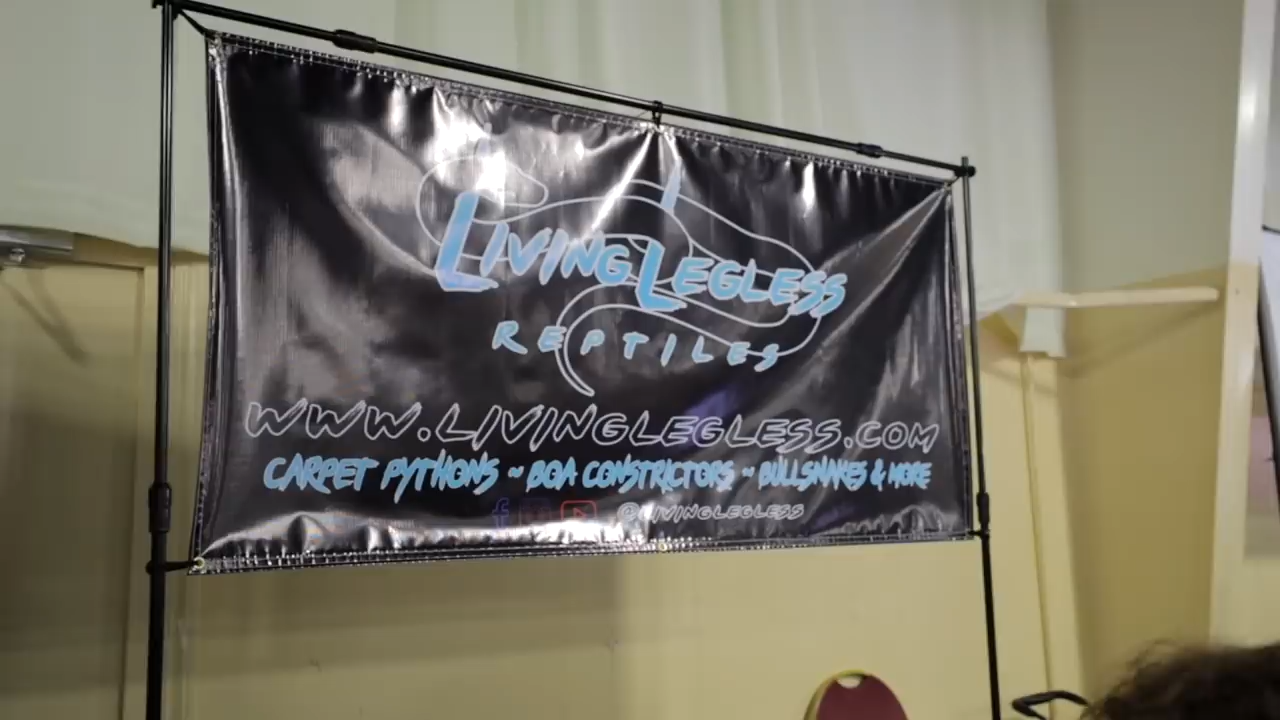 LIVING LEGLESS
REPTILES
WWW.LIVINGLEGLESS.COM
CARPET PYTHONS ~ BOA CONSTRICTORS ~ BULLSNAKES & MORE
@LIVINGLEGLESS